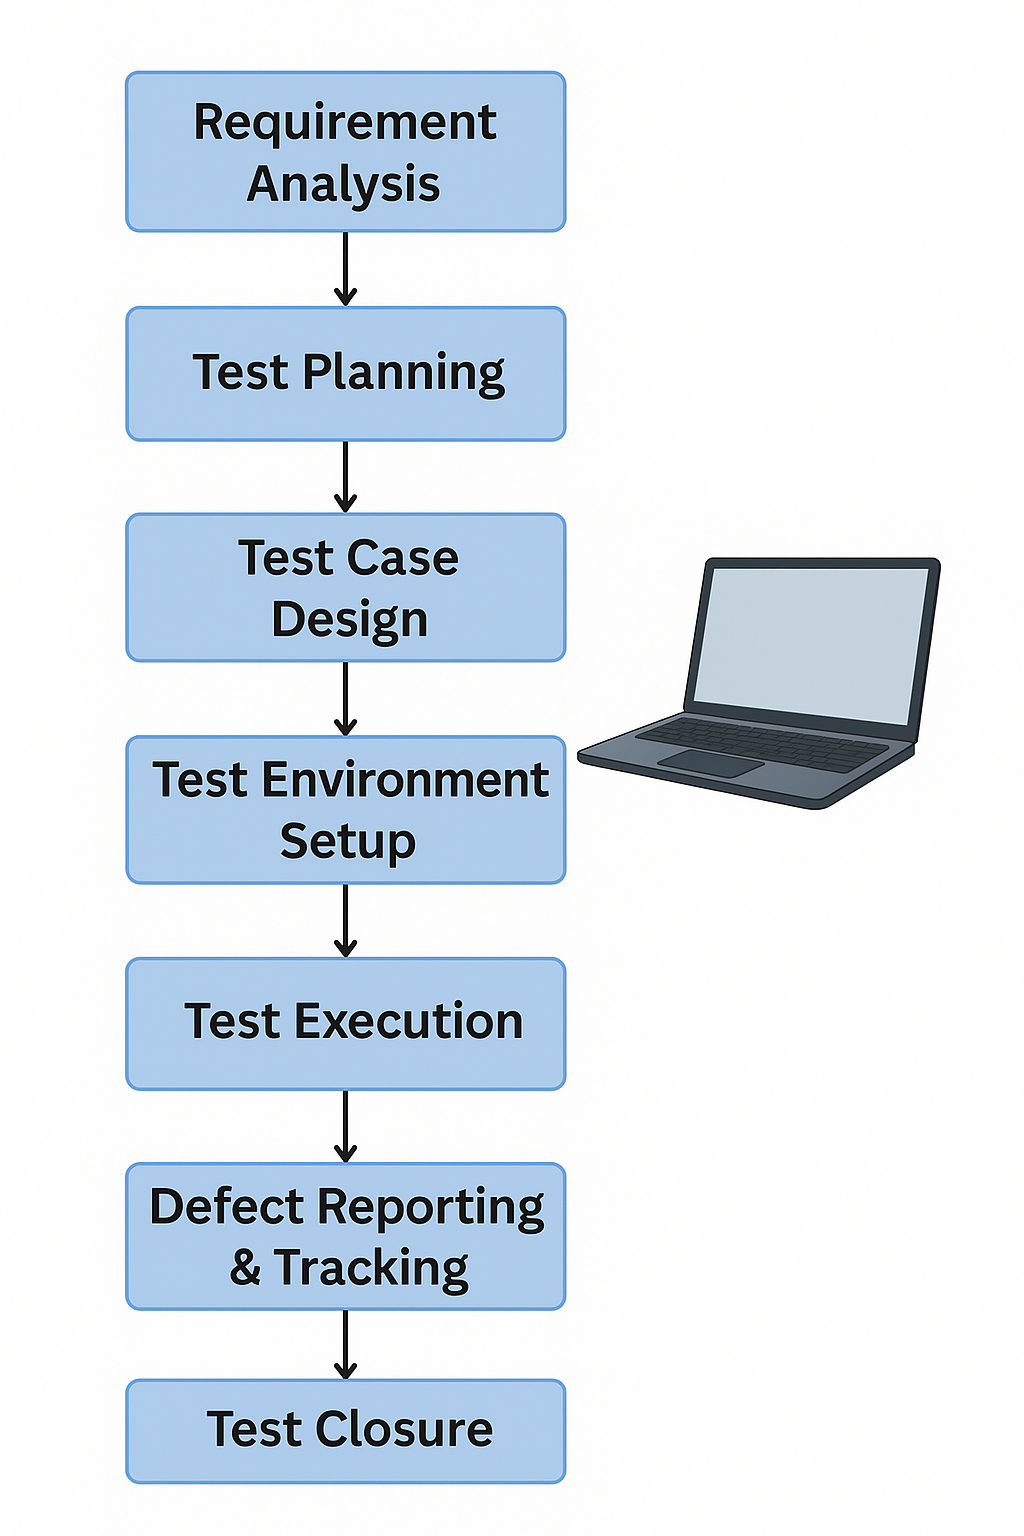 Requirement
Analysis
Test Planning
Test Case
Design
Test Environment
Setup
Test Execution
Defect Reporting
& Tracking
Test Closure